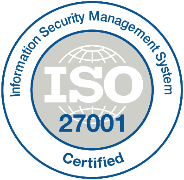 Information Security Management System
ISO
27001
Certified